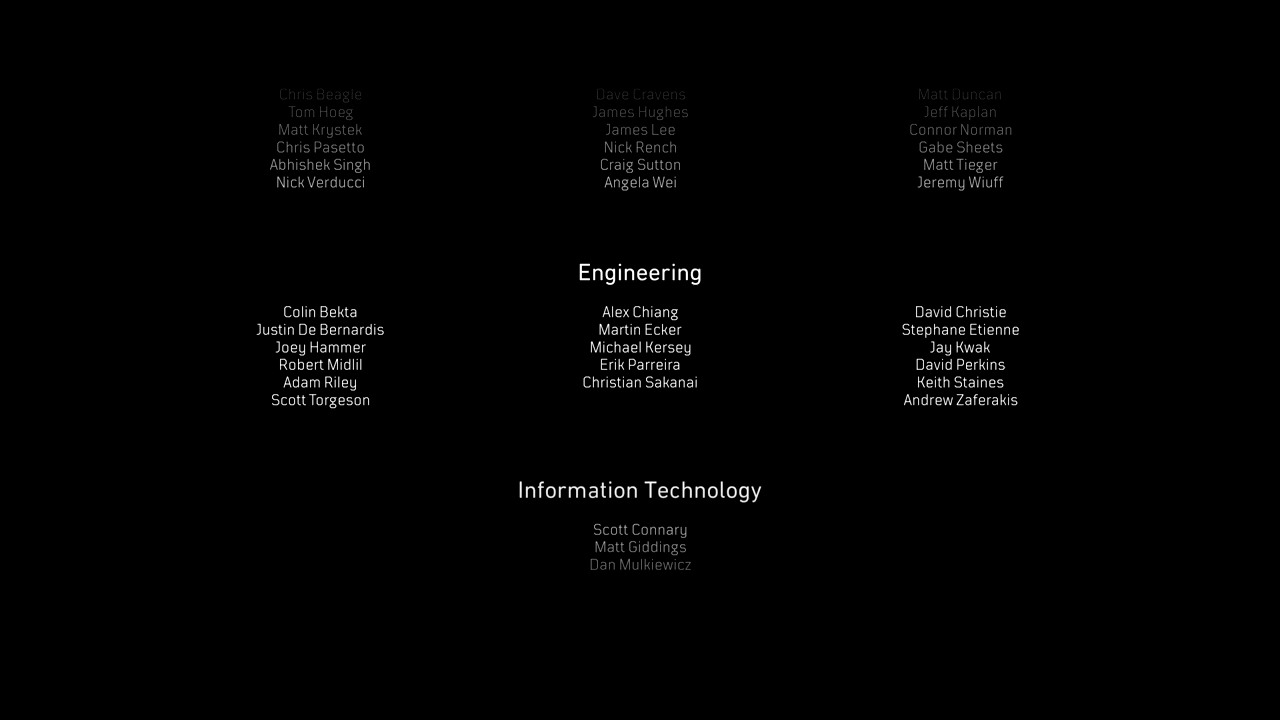 Chris Beagle Dave Cravens Matt Duncan
Tom Hoeg James Hughes Jeff Kaplan
Matt Krystek James Lee Connor Norman
Chris Pasetto Nick Rench Gabe Sheets
Abhishek Singh Craig Sutton Matt Tieger
Nick Verducci Angela Wei Jeremy Wiuff
Engineering
Colin Bekta Alex Chiang David Christie
Justin De Bernardis Martin Ecker Stephane Etienne
Joey Hammer Michael Kersey Jay Kwak
Robert Midlil Erik Parreira David Perkins
Adam Riley Christian Sakanai Keith Staines
Scott Torgeson Andrew Zaferakis
Information Technology
Scott Connary
Matt Giddings
Dan Mulkiewicz